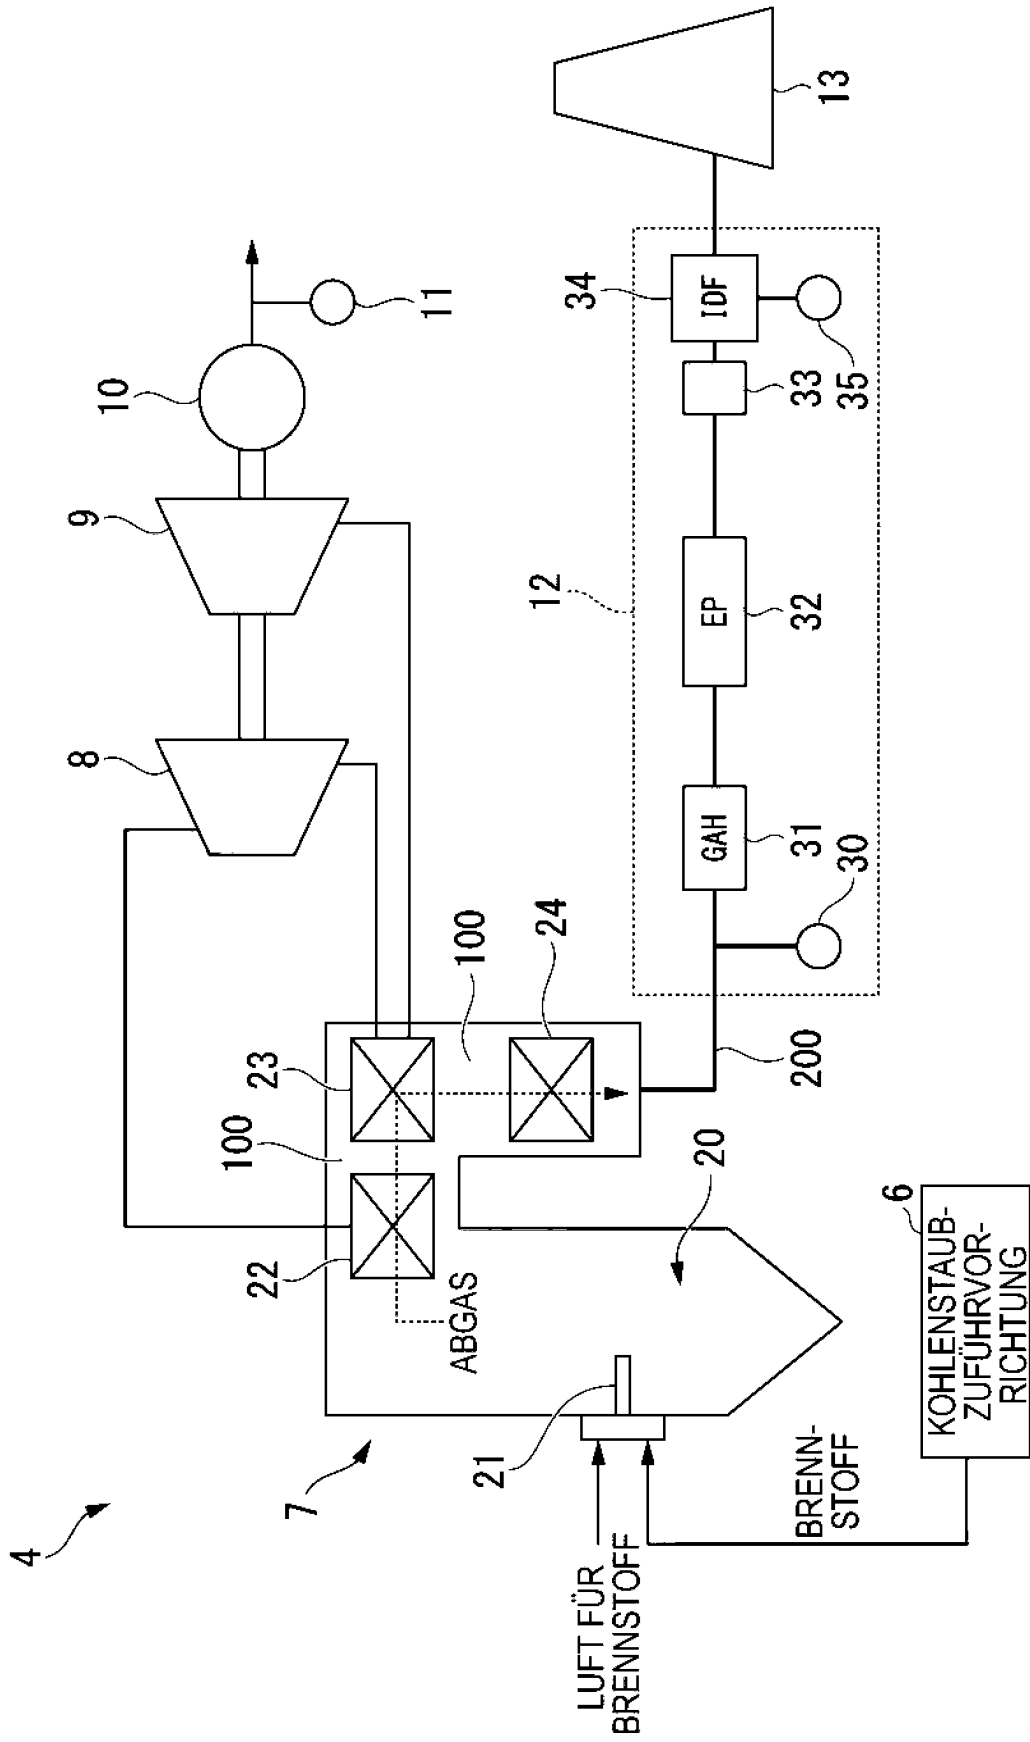 4
7
8
9
10
11
22
100
23
100
24
ABGAS
21
20
LUFT FÜR
BRENNSTOFF
BRENN-
STOFF
6
KOHLENSTAUB-
ZUFÜHRVOR-
RICHTUNG
200
12
30
GAH
31
EP
32
33
34
IDF
35
13